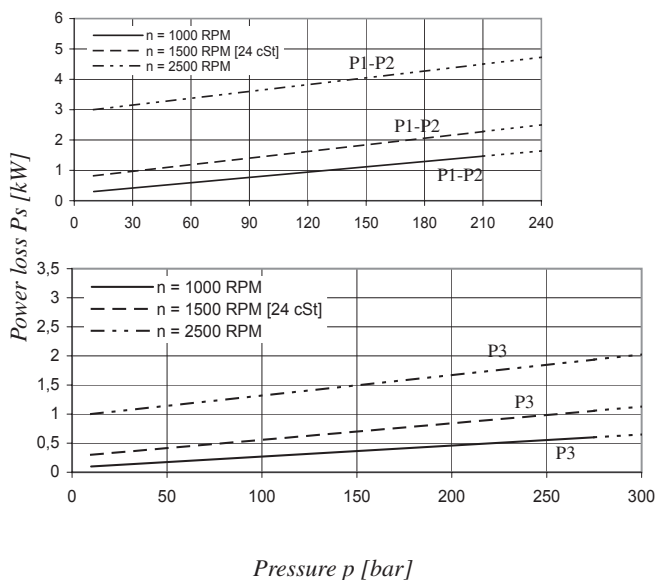 6
n = 1000 RPM
n = 1500 RPM [24 cSt]
n = 2500 RPM
5
4
3
2
1
0
P1-P2
P1-P2
P1-P2
0 30 60 90 120 150 180 210 240
Power loss Ps [kW]
3,5
n = 1000 RPM
3
n = 1500 RPM [24 cSt]
2,5
n = 2500 RPM
2
1,5
1
0,5
0
P3
P3
P3
0 50 100 150 200 250 300
Pressure p [bar]